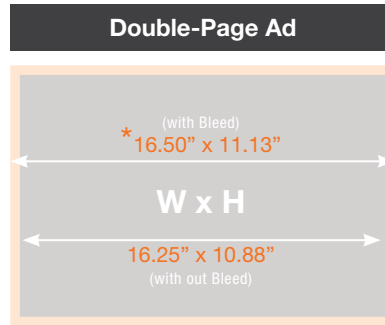 Double-Page Ad
(with Bleed)
*16.50” x 11.13”
W x H
16.25” x 10.88”
(with out Bleed)